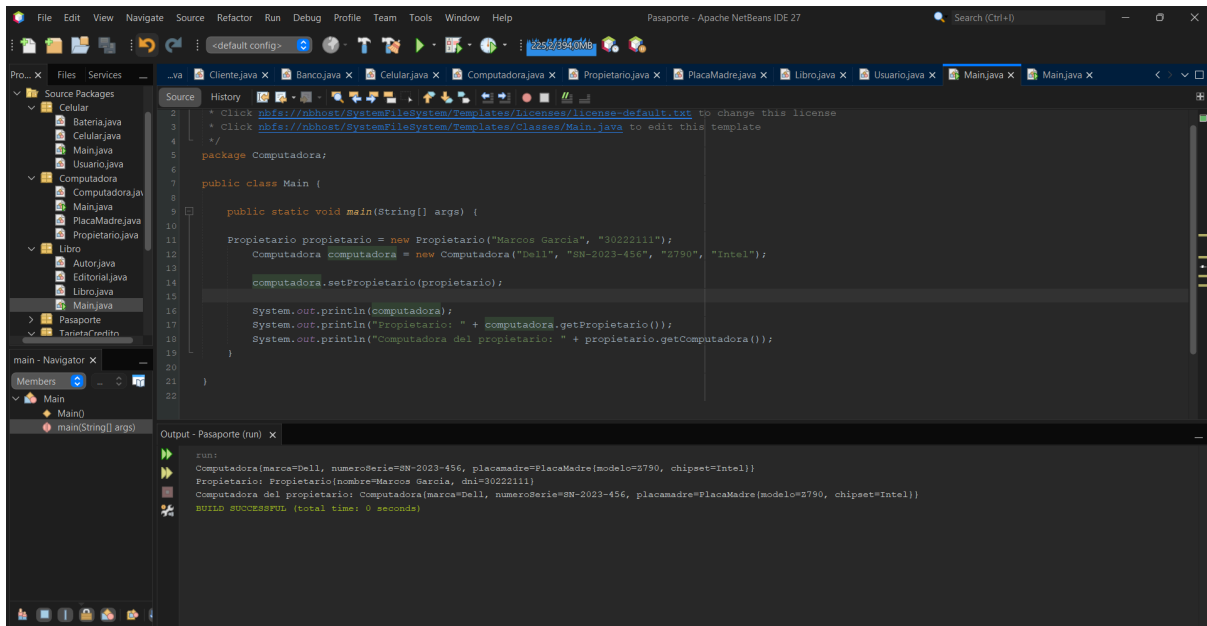 File Edit View Navigate Source Refactor Run Debug Profile Team Tools Window Help Pasaporte - Apache NetBeans IDE 27 Search (Ctrl+I)
<default config> 225,2/394,0MB
Pro... Files Services
...va Cliente.java Banco.java Celular.java Computadora.java Propietario.java PlacaMadre.java Libro.java Usuario.java Main.java Main.java
Source Packages
Celular
Bateria.java
Celular.java
Main.java
Usuario.java
Computadora
Computadora.jav
Main.java
PlacaMadre.java
Propietario.java
Libro
Autor.java
Editorial.java
Libro.java
Main.java
Pasaporte
TarjetaCredito
main - Navigator
Members
Main
Main()
main(String[] args)
Source History
2 * Click nbfs://nbhost/SystemFileSystem/Templates/Licenses/license-default.txt to change this license
3 * Click nbfs://nbhost/SystemFileSystem/Templates/Classes/Main.java to edit this template
4 */
5 package Computadora;
6
7 public class Main {
8
9 public static void main(String[] args) {
10
11 Propietario propietario = new Propietario("Marcos Garcia", "30222111");
12 Computadora computadora = new Computadora("Dell", "SN-2023-456", "Z790", "Intel");
13
14 computadora.setPropietario(propietario);
15
16 System.out.println(computadora);
17 System.out.println("Propietario: " + computadora.getPropietario());
18 System.out.println("Computadora del propietario: " + propietario.getComputadora());
19 }
20
21 }
22
Output - Pasaporte (run)
run:
Computadora{marca=Dell, numeroSerie=SN-2023-456, placamadre=PlacaMadre{modelo=Z790, chipset=Intel}}
Propietario: Propietario{nombre=Marcos Garcia, dni=30222111}
Computadora del propietario: Computadora{marca=Dell, numeroSerie=SN-2023-456, placamadre=PlacaMadre{modelo=Z790, chipset=Intel}}
BUILD SUCCESSFUL (total time: 0 seconds)